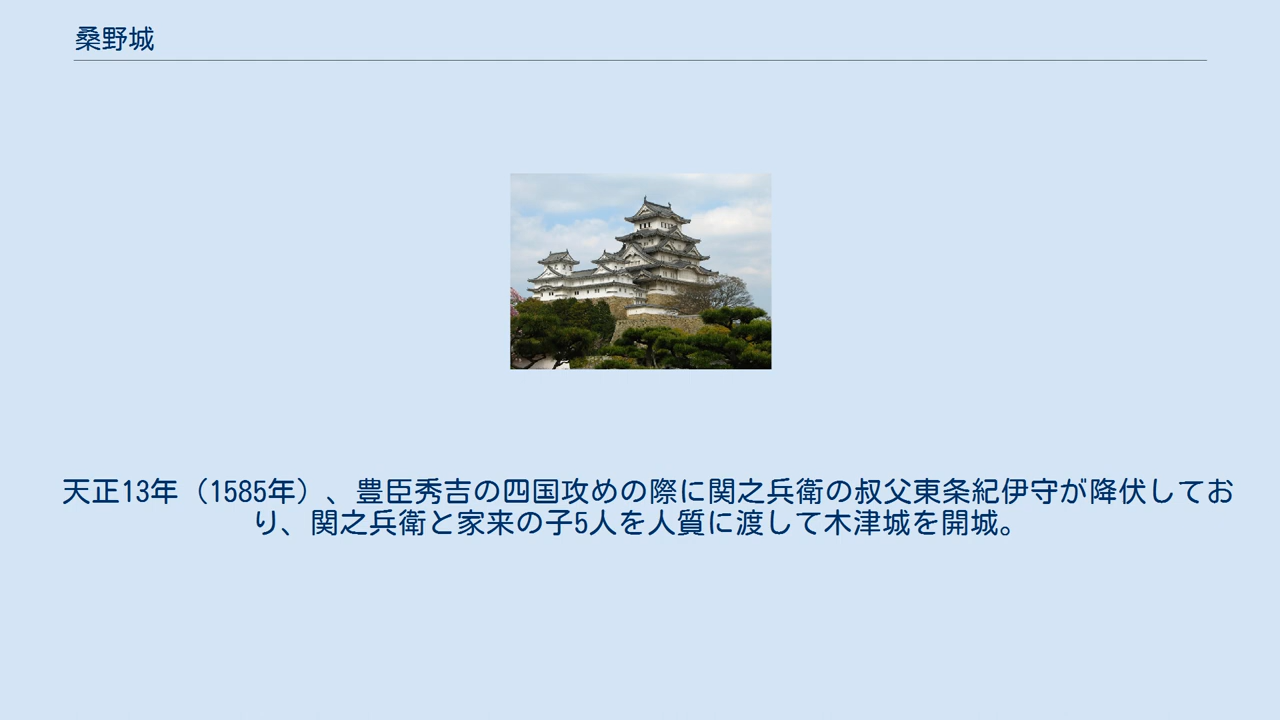 桑野城
天正13年（1585年）、豊臣秀吉の四国攻めの際に関之兵衛の叔父東条紀伊守が降伏してお
り、関之兵衛と家来の子5人を人質に渡して木津城を開城。